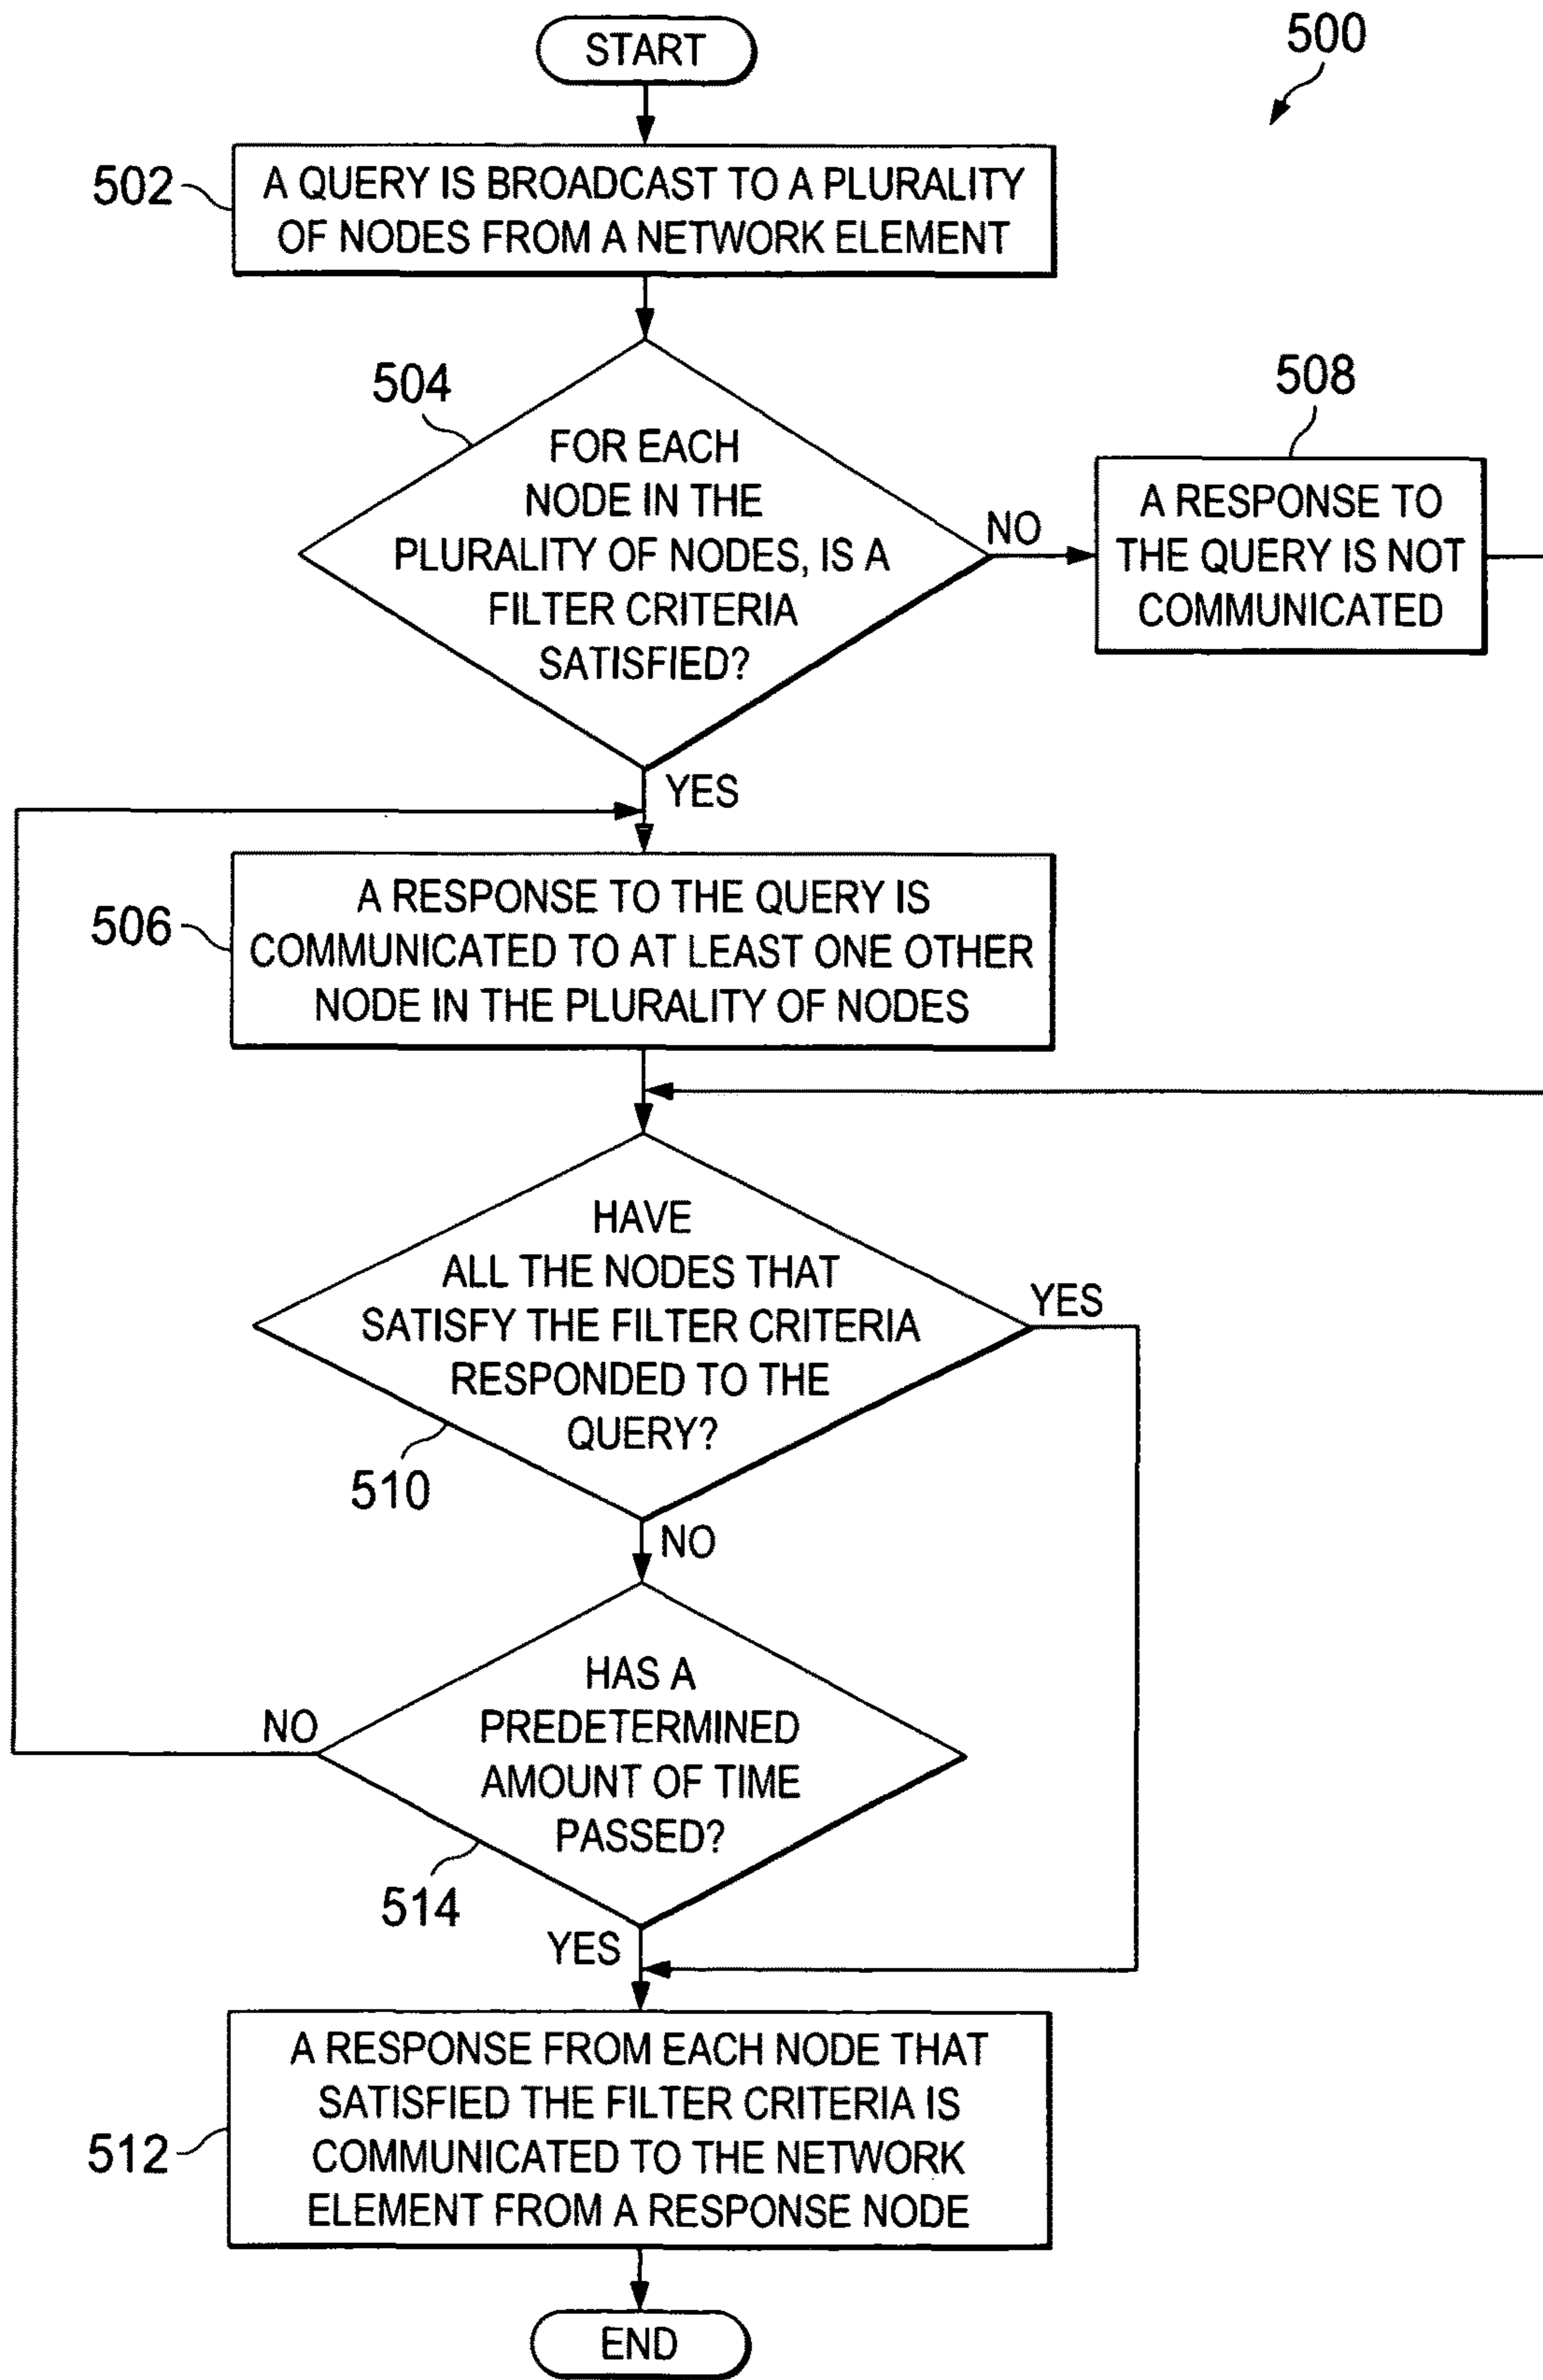 START
500
502
A QUERY IS BROADCAST TO A PLURALITY
OF NODES FROM A NETWORK ELEMENT
504
FOR EACH
NODE IN THE
PLURALITY OF NODES, IS A
FILTER CRITERIA
SATISFIED?
NO
508
A RESPONSE TO
THE QUERY IS NOT
COMMUNICATED
YES
506
A RESPONSE TO THE QUERY IS
COMMUNICATED TO AT LEAST ONE OTHER
NODE IN THE PLURALITY OF NODES
HAVE
ALL THE NODES THAT
SATISFY THE FILTER CRITERIA
RESPONDED TO THE
QUERY?
YES
510
NO
HAS A
PREDETERMINED
AMOUNT OF TIME
PASSED?
NO
514
YES
512
A RESPONSE FROM EACH NODE THAT
SATISFIED THE FILTER CRITERIA IS
COMMUNICATED TO THE NETWORK
ELEMENT FROM A RESPONSE NODE
END